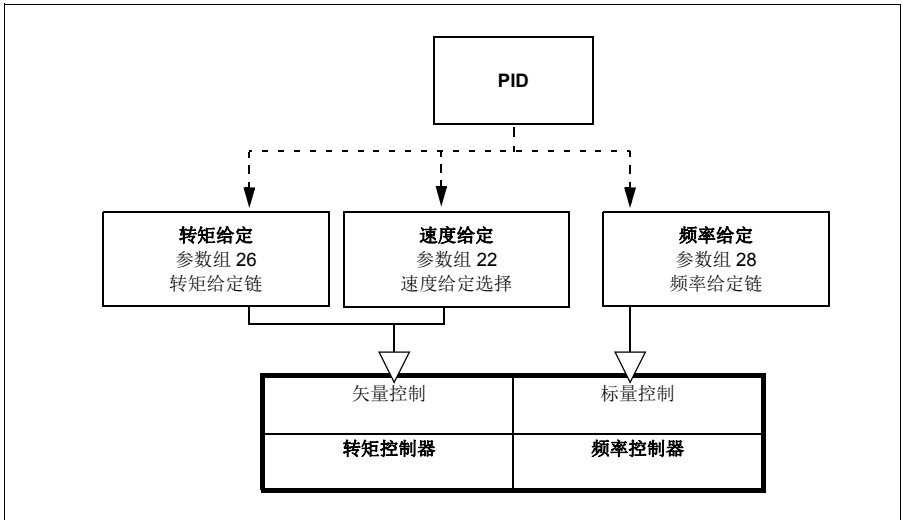 PID
转矩给定
参数组 26
转矩给定链
速度给定
参数组 22
速度给定选择
频率给定
参数组 28
频率给定链
矢量控制
标量控制
转矩控制器
频率控制器